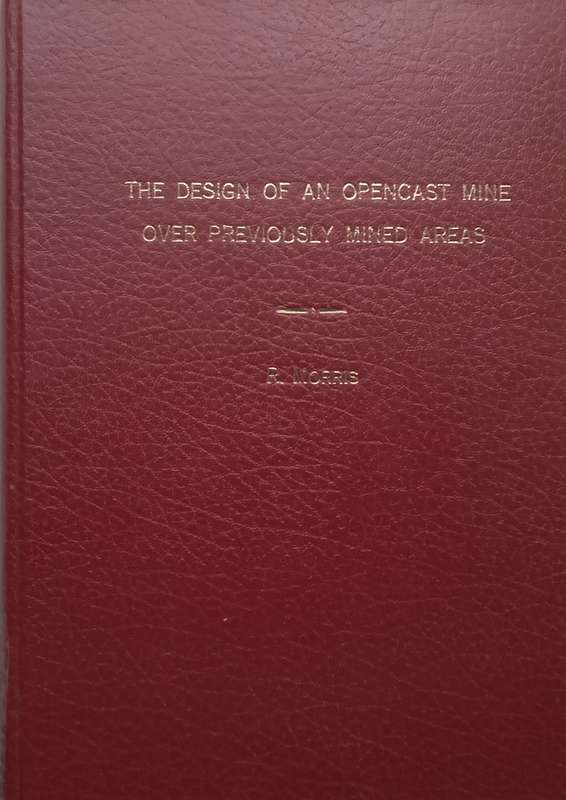 THE DESIGN OF AN OPENCAST MINE
OVER PREVIOUSLY MINED AREAS
R. MORRIS